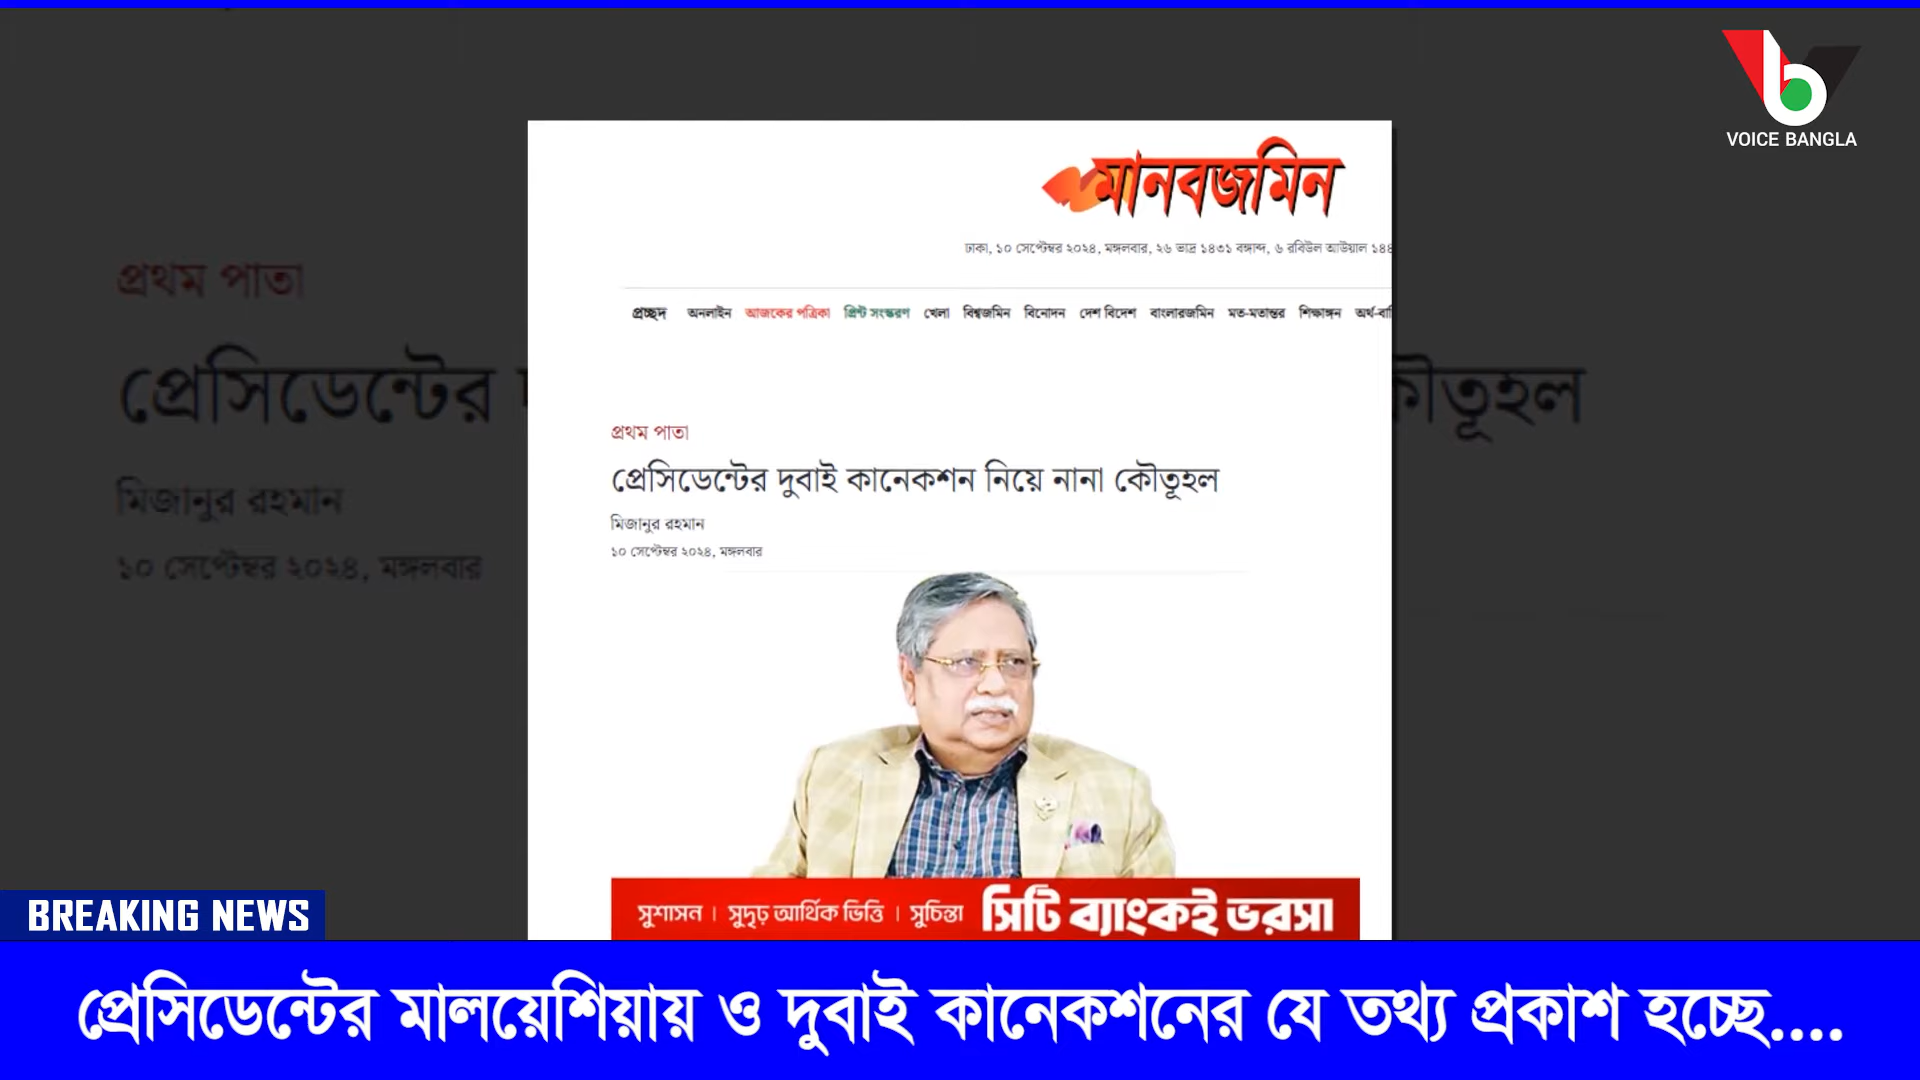 VOICE BANGLA
মানবজমিন
ঢাকা, ১০ সেপ্টেম্বর ২০২৪, মঙ্গলবার, ২৬ ভাদ্র ১৪৩১ বঙ্গাব্দ, ৬ রবিউল আউয়াল ১৪৪
প্রচ্ছদ অনলাইন আজকের পত্রিকা প্রিন্ট সংস্করণ খেলা বিশ্বজমিন বিনোদন দেশ বিদেশ বাংলারজমিন মত-মতান্তর শিক্ষাঙ্গন
প্রথম পাতা
প্রেসিডেন্টের কৌতূহল
মিজানুর রহমান
১০ সেপ্টেম্বর ২০২৪, মঙ্গলবার
প্রথম পাতা
প্রেসিডেন্টের দুবাই কানেকশন নিয়ে নানা কৌতূহল
মিজানুর রহমান
১০ সেপ্টেম্বর ২০২৪, মঙ্গলবার
সুশাসন | সুদৃঢ় আর্থিক ভিত্তি | সুচিন্তা সিটি ব্যাংকই ভরসা
BREAKING NEWS
প্রেসিডেন্টের মালয়েশিয়ায় ও দুবাই কানেকশনের যে তথ্য প্রকাশ হচ্ছে....